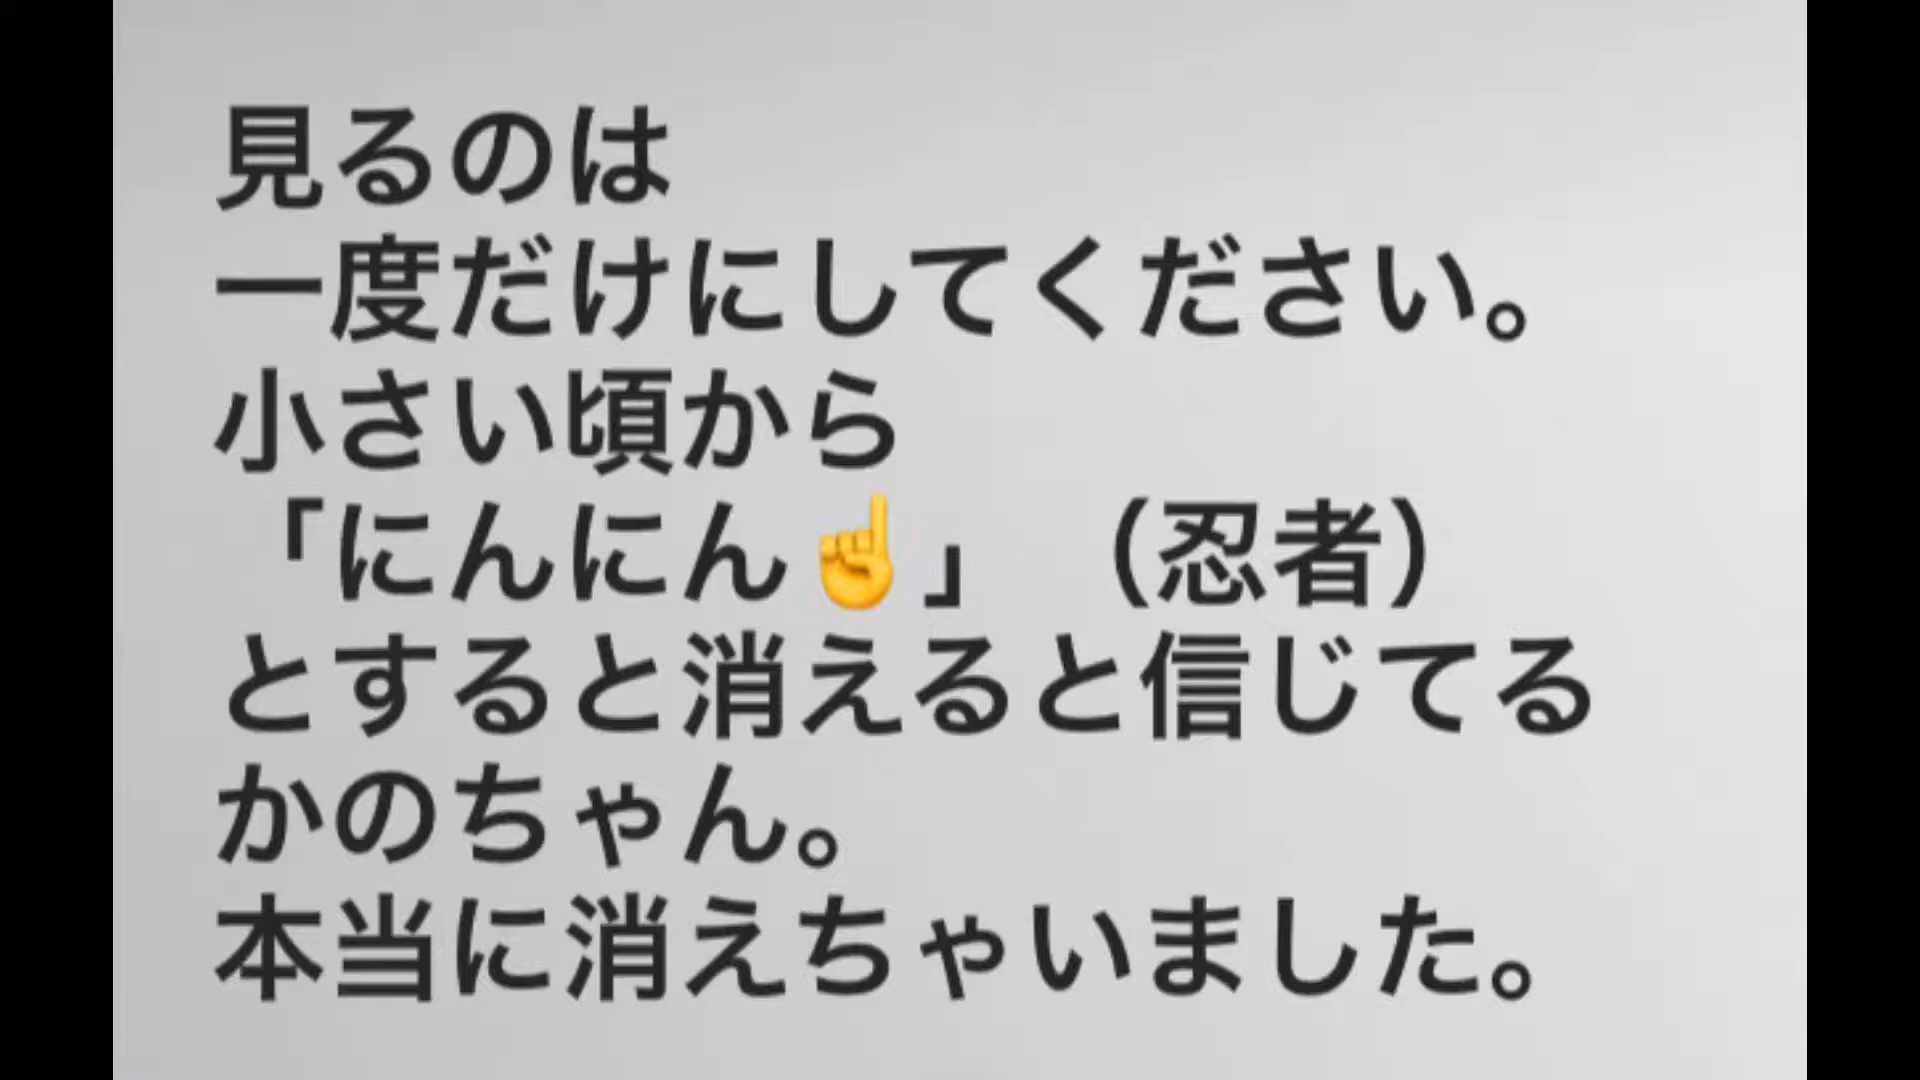 見るのは
一度だけにしてください。
小さい頃から
「にんにん☝」（忍者）
とすると消えると信じてる
かのちゃん。
本当に消えちゃいました。